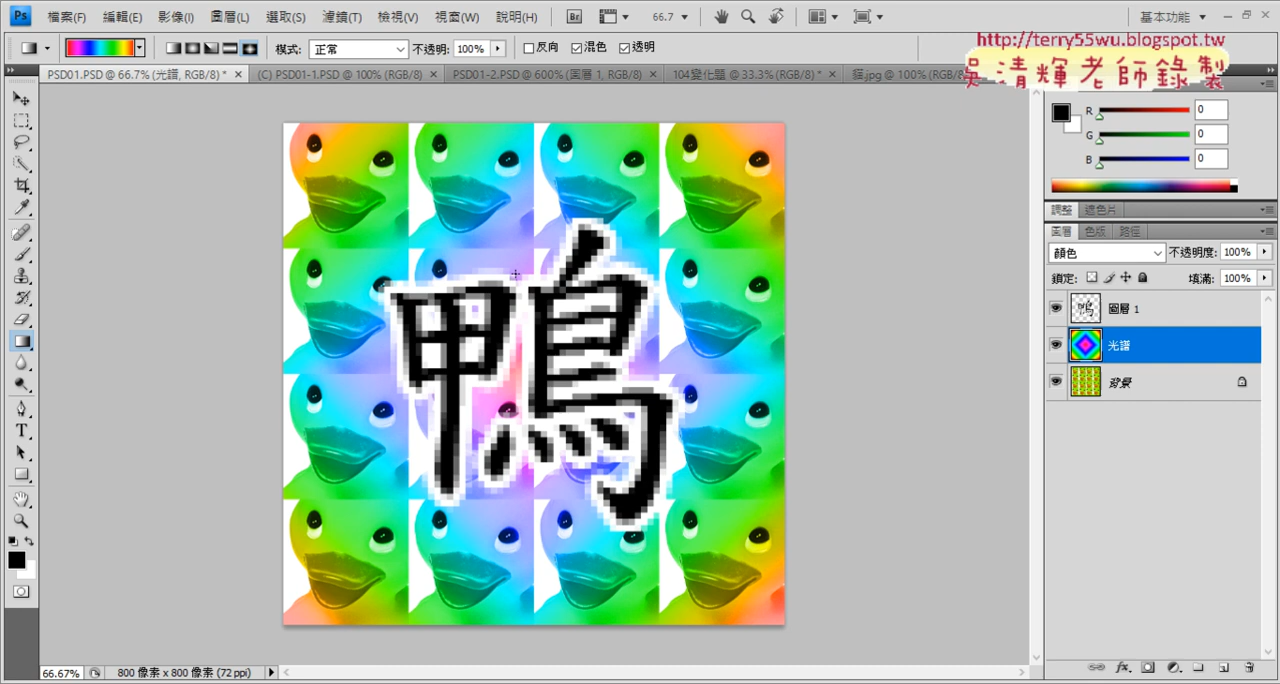 Ps 檔案(F) 編輯(E) 影像(I) 圖層(L) 選取(S) 濾鏡(T) 檢視(V) 視窗(W) 說明(H) Br 66.7 基本功能
http://terry55wu.blogspot.tw
吳清輝老師錄製
模式: 正常 不透明: 100% 反向 混色 透明
PSD01.PSD @ 66.7% (光譜, RGB/8) * × (C) PSD01-1.PSD @ 100% (RGB/8) × PSD01-2.PSD @ 600% (圖層 1, RGB/8) × 104變化題 @ 33.3%(RGB/8) * × 貓.jpg @ 100% (RGB/8)
R 0
G 0
B 0
調整 遮色片
圖層 色版 路徑
顏色 不透明度: 100%
鎖定: 填滿: 100%
圖層 1
光譜
背景
鴨
T
fx
66.67% 800 像素 x 800 像素 (72 ppi)